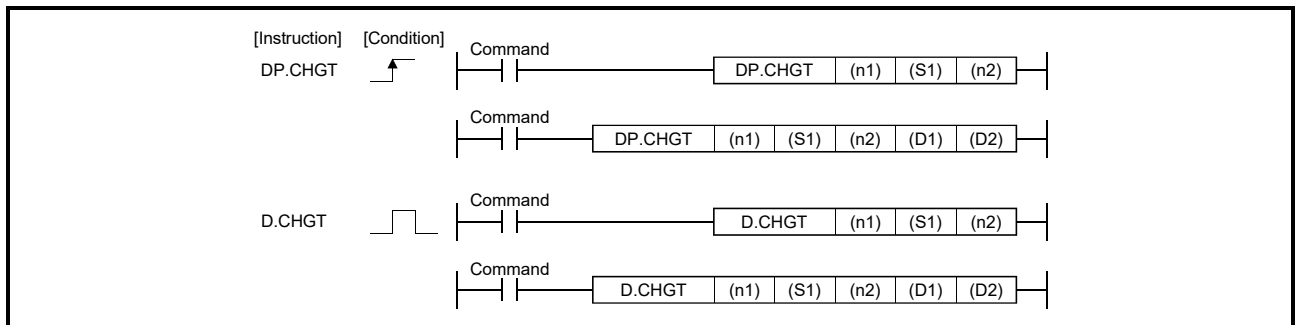 [Instruction] [Condition]
Command
DP.CHGT DP.CHGT (n1) (S1) (n2)
Command
DP.CHGT (n1) (S1) (n2) (D1) (D2)
Command
D.CHGT D.CHGT (n1) (S1) (n2)
Command
D.CHGT (n1) (S1) (n2) (D1) (D2)